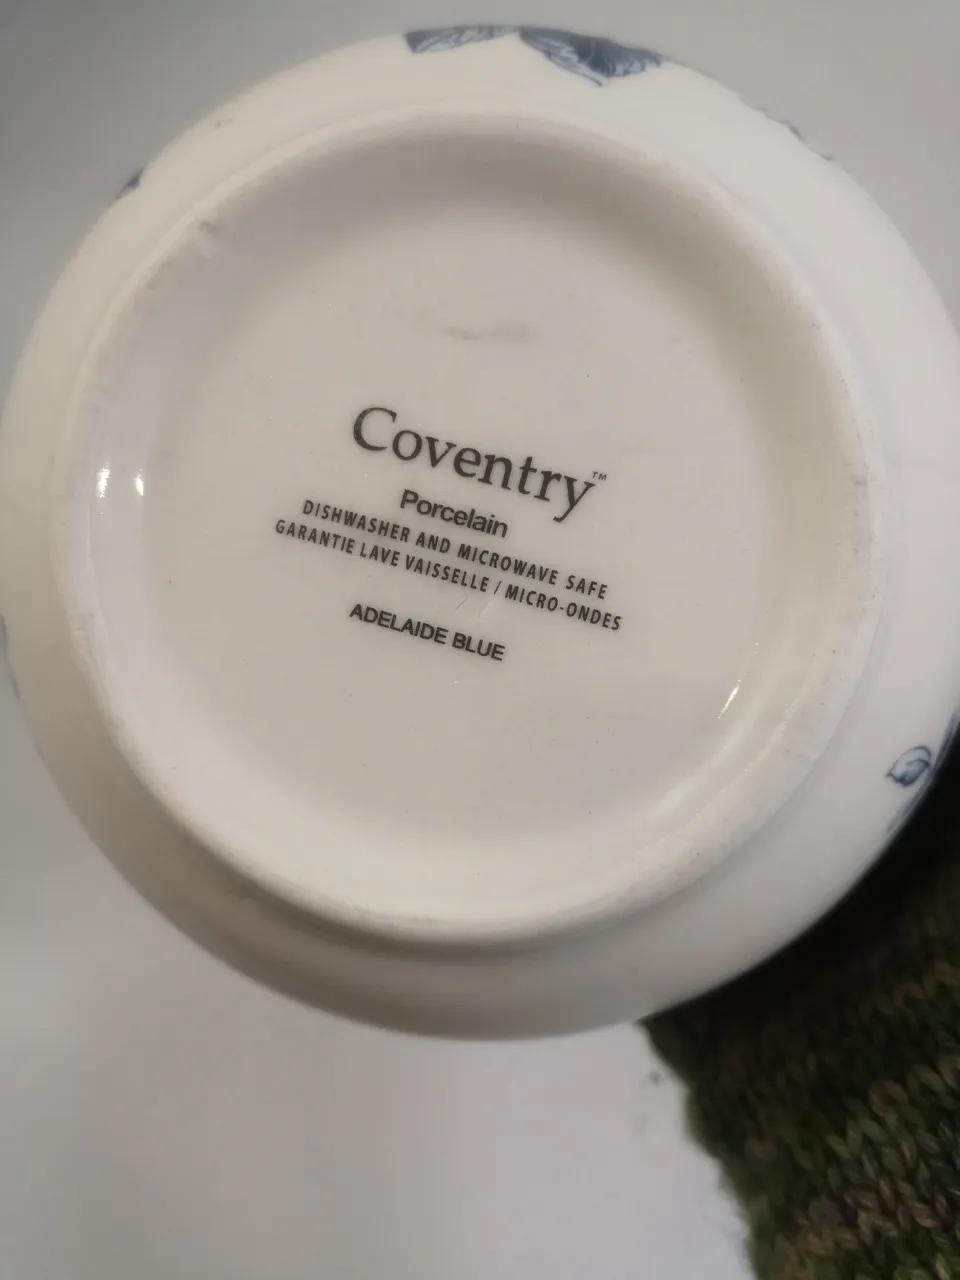 Coventry™
Porcelain
DISHWASHER AND MICROWAVE SAFE
GARANTIE LAVE VAISSELLE / MICRO-ONDES
ADELAIDE BLUE